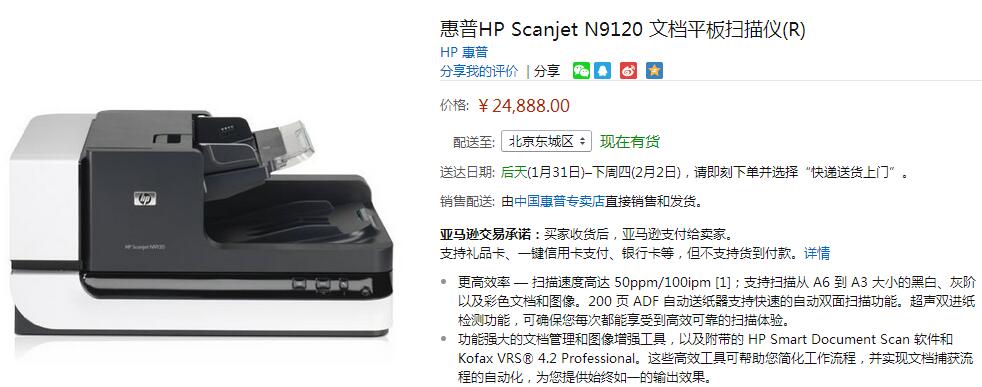 惠普HP Scanjet N9120 文档平板扫描仪(R)
HP 惠普
分享我的评价 | 分享
价格: ￥24,888.00
配送至: 北京东城区 现在有货
送达日期: 后天(1月31日)–下周四(2月2日)，请即刻下单并选择“快递送货上门”。
销售配送: 由中国惠普专卖店直接销售和发货。
亚马逊交易承诺：买家收货后，亚马逊支付给卖家。
支持礼品卡、一键信用卡支付、银行卡等，但不支持货到付款。详情
更高效率 — 扫描速度高达 50ppm/100ipm [1]；支持扫描从 A6 到 A3 大小的黑白、灰阶
以及彩色文档和图像。200 页 ADF 自动送纸器支持快速的自动双面扫描功能。超声双进纸
检测功能，可确保您每次都能享受到高效可靠的扫描体验。
功能强大的文档管理和图像增强工具，以及附带的 HP Smart Document Scan 软件和
Kofax VRS® 4.2 Professional。这些高效工具可帮助您简化工作流程，并实现文档捕获流
程的自动化，为您提供始终如一的输出效果。
hp
HP Scanjet N9120